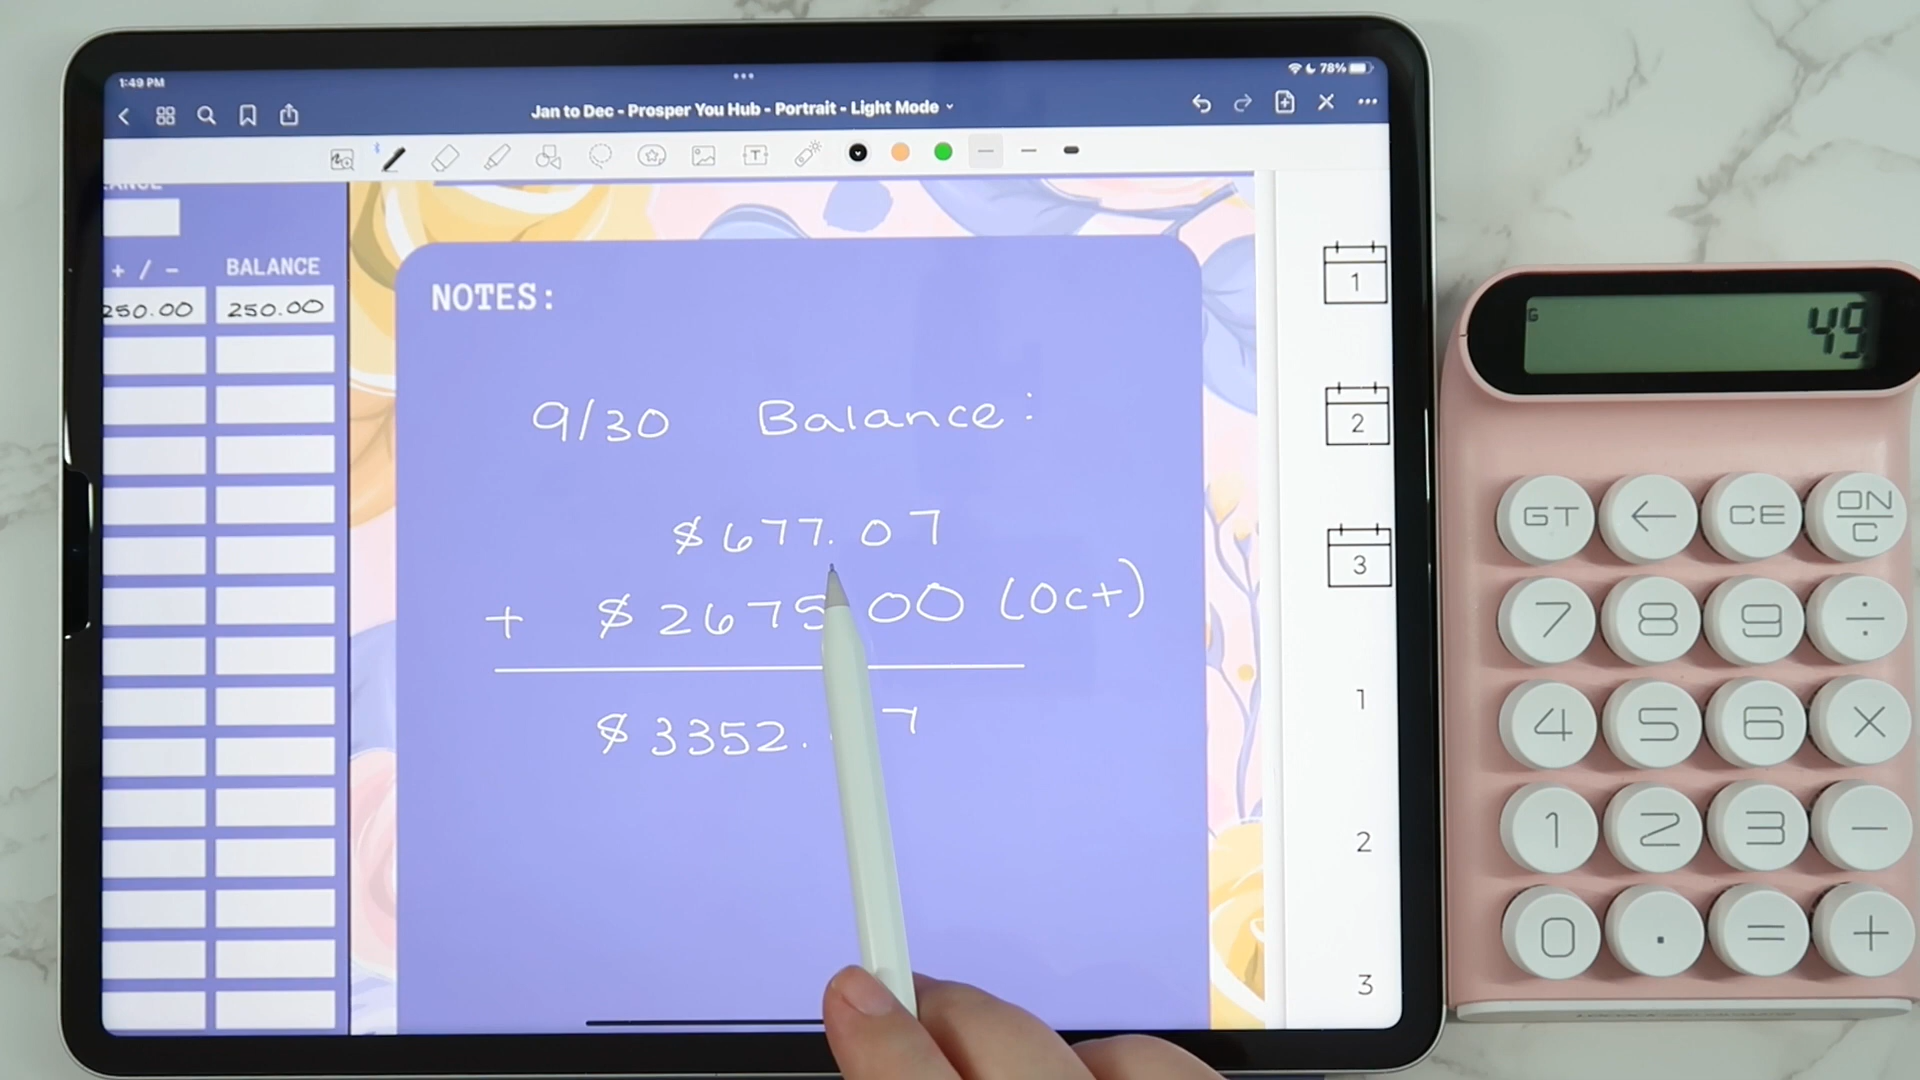 1:49 PM
78%
Jan to Dec - Prosper You Hub - Portrait - Light Mode
+ / - BALANCE
250.00 250.00
NOTES:
9/30 Balance:
$677.07
+ $2675.00 (Oct)
$3352. 7
1
2
3
1
2
3
G 49
GT ← CE ON/C
7 8 9 ÷
4 5 6 ×
1 2 3 −
0 . = +